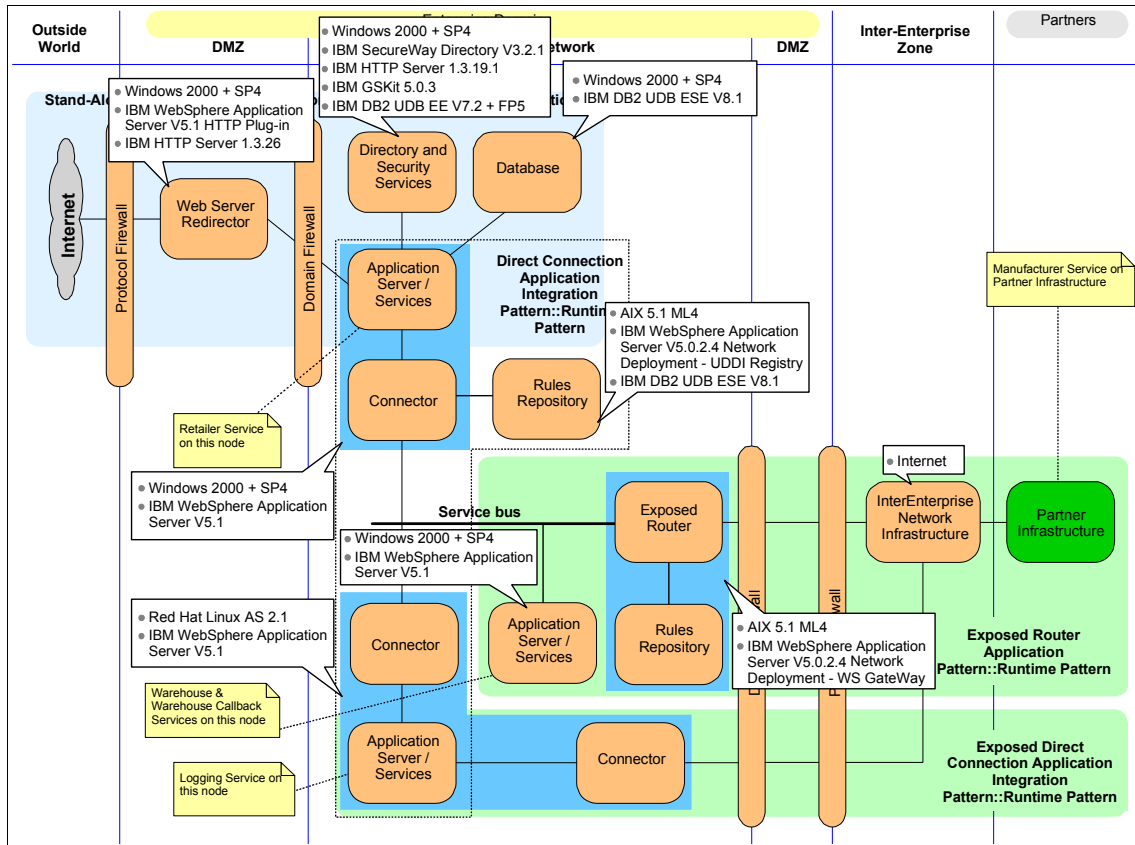 Outside
World
DMZ
Network
DMZ
Inter-Enterprise
Zone
Partners
• Windows 2000 + SP4
• IBM SecureWay Directory V3.2.1
• IBM HTTP Server 1.3.19.1
• IBM GSKit 5.0.3
• IBM DB2 UDB EE V7.2 + FP5
• Windows 2000 + SP4
• IBM DB2 UDB ESE V8.1
• Windows 2000 + SP4
• IBM WebSphere Application
Server V5.1 HTTP Plug-in
• IBM HTTP Server 1.3.26
Internet
Protocol Firewall
Web Server
Redirector
Domain Firewall
Directory and
Security
Services
Database
Application
Server /
Services
Direct Connection
Application
Integration
Pattern::Runtime
Pattern
Manufacturer Service on
Partner Infrastructure
• AIX 5.1 ML4
• IBM WebSphere Application
Server V5.0.2.4 Network
Deployment - UDDI Registry
• IBM DB2 UDB ESE V8.1
Connector
Rules
Repository
Retailer Service
on this node
• Windows 2000 + SP4
• IBM WebSphere Application
Server V5.1
• Internet
Service bus
Exposed
Router
InterEnterprise
Network
Infrastructure
Partner
Infrastructure
• Windows 2000 + SP4
• IBM WebSphere Application
Server V5.1
• Red Hat Linux AS 2.1
• IBM WebSphere Application
Server V5.1
Connector
Application
Server /
Services
Rules
Repository
• AIX 5.1 ML4
• IBM WebSphere Application
Server V5.0.2.4 Network
Deployment - WS GateWay
Exposed Router
Application
Pattern::Runtime Pattern
Warehouse &
Warehouse Callback
Services on this node
Application
Server /
Services
Connector
Exposed Direct
Connection Application
Integration
Pattern::Runtime Pattern
Logging Service on
this node